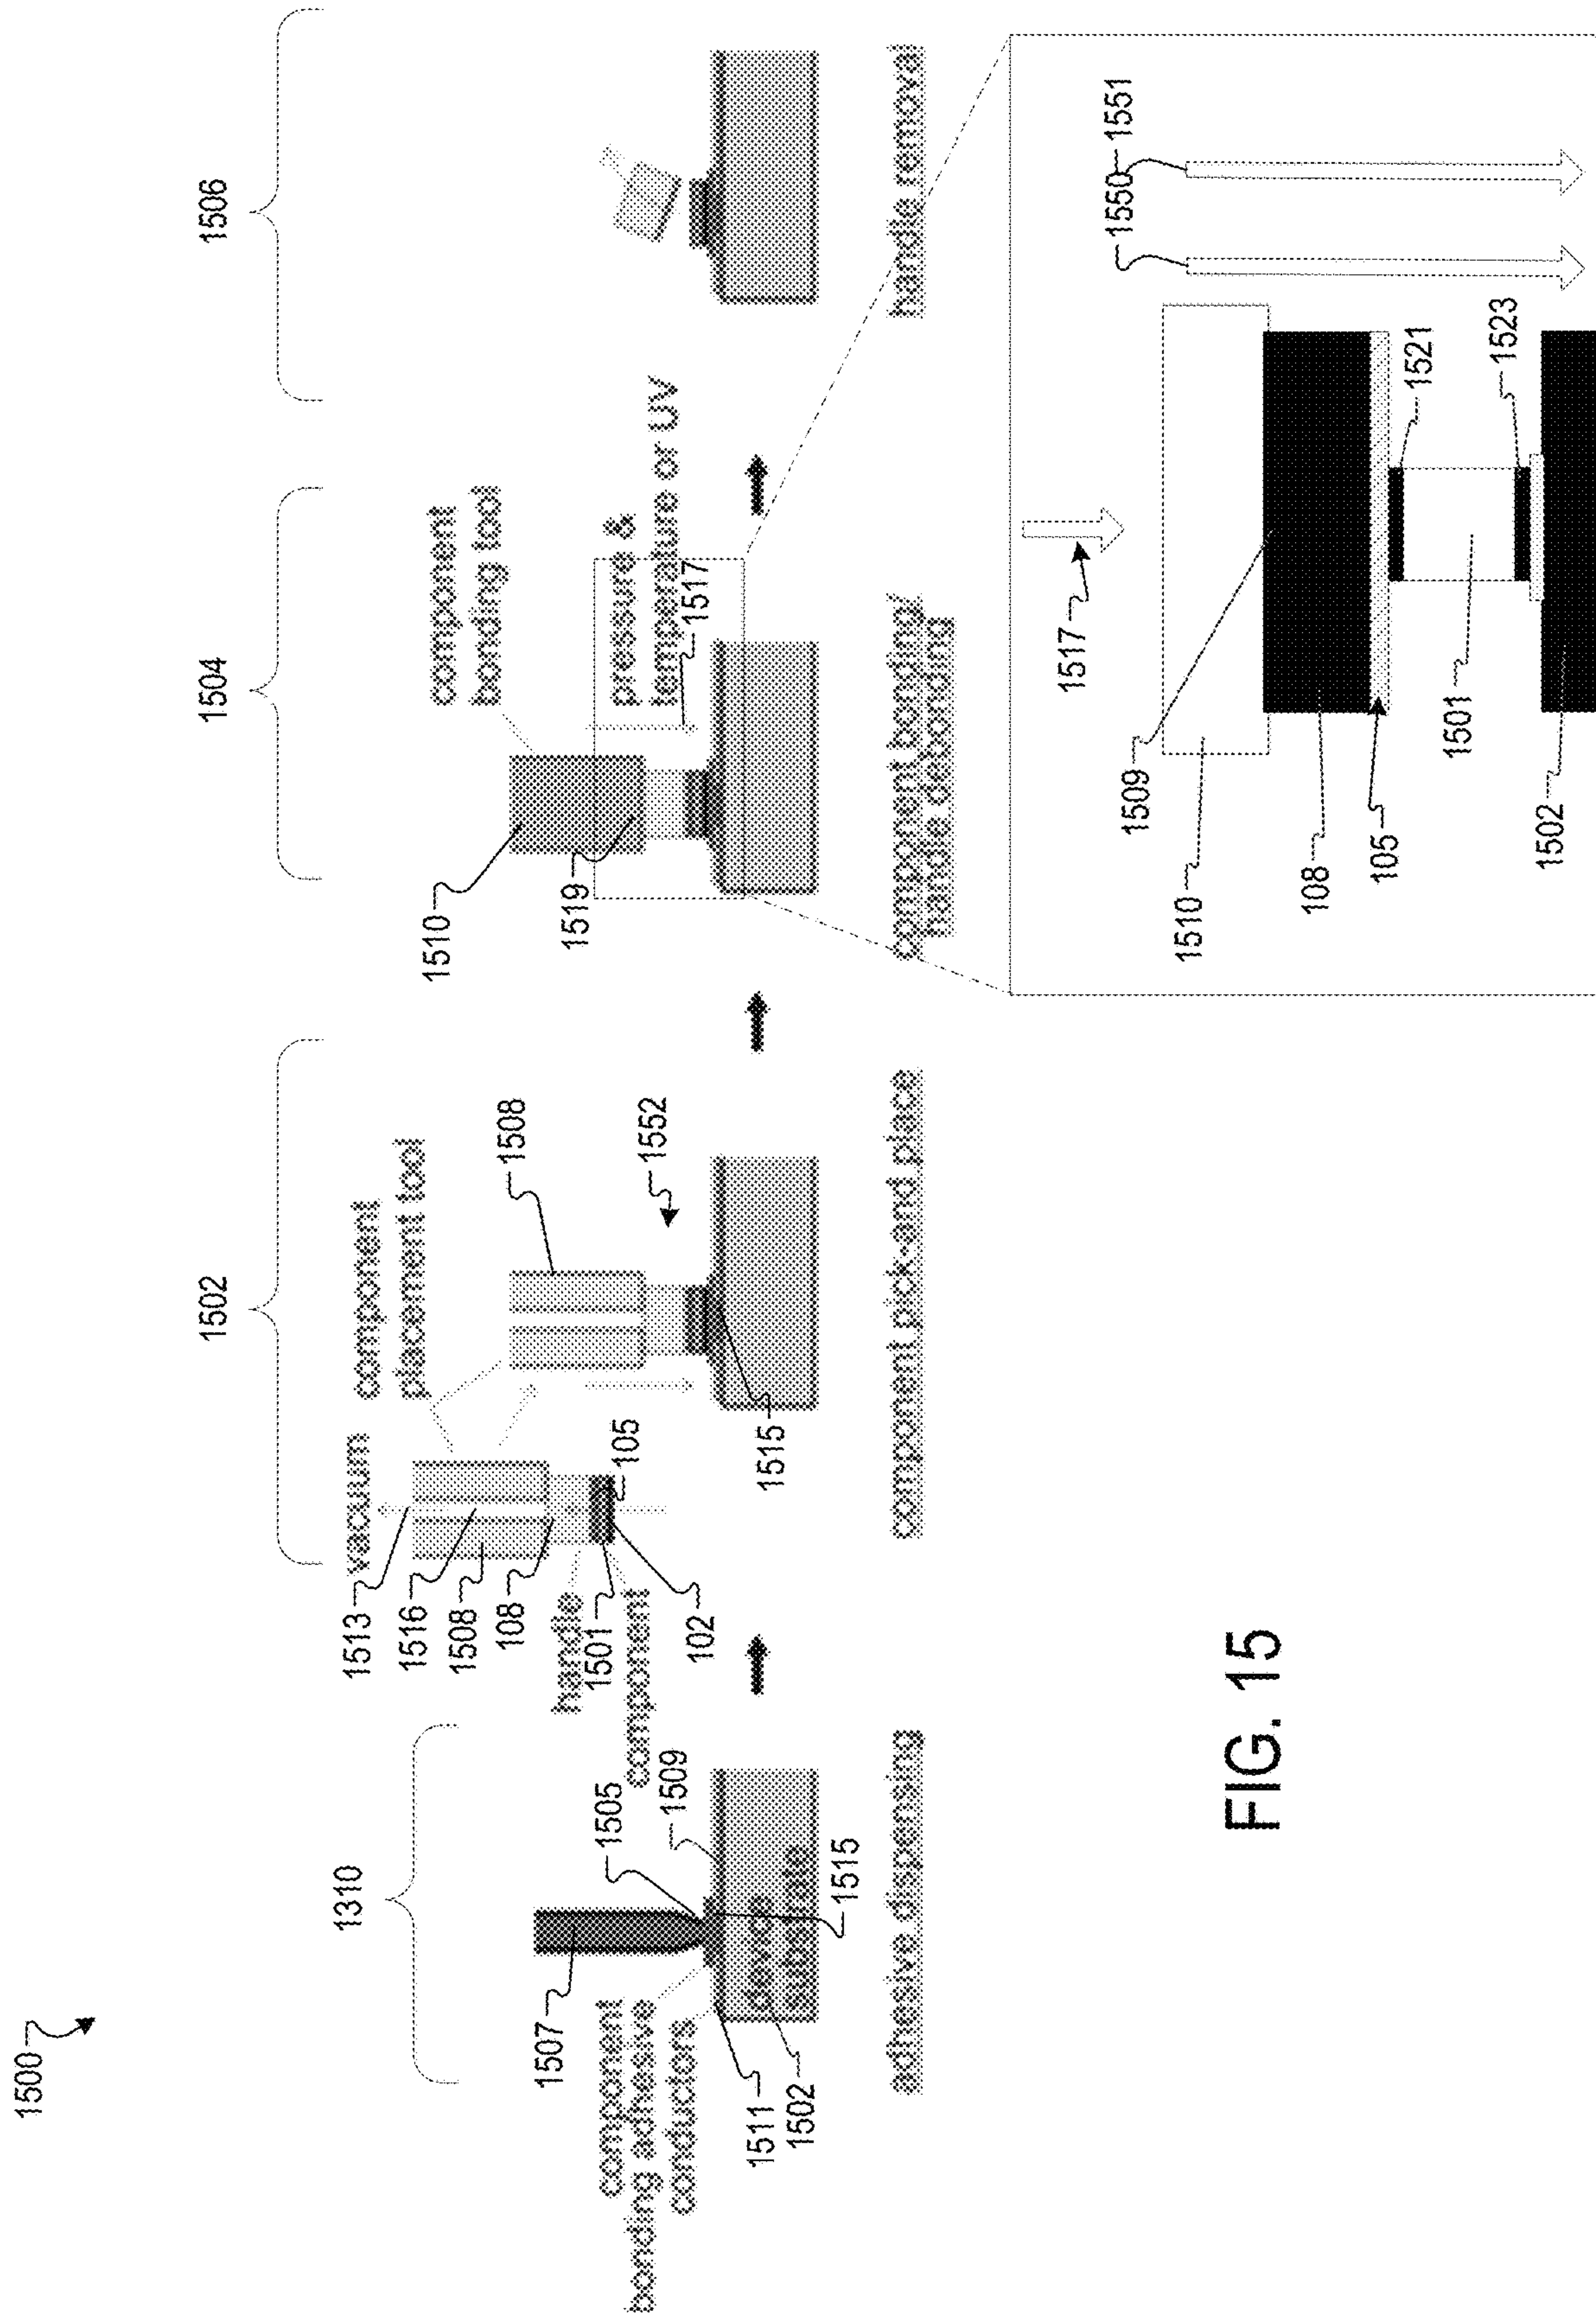 1500
1310
1502
1504
1506
1507
component
bonding adhesive
conductors
1511
1502
device
substrate
1505
1509
1515
adhesive dispensing
1513
vacuum
1516
1508
108
handle
1501
component
102
105
component
placement tool
1508
1552
1515
component pick-and place
component
bonding tool
1510
1519
pressure &
temperature or UV
1517
component bonding/
handle debonding
handle removal
1517
1509
1510
108
105
1501
1502
1521
1523
1550
1551
FIG. 15